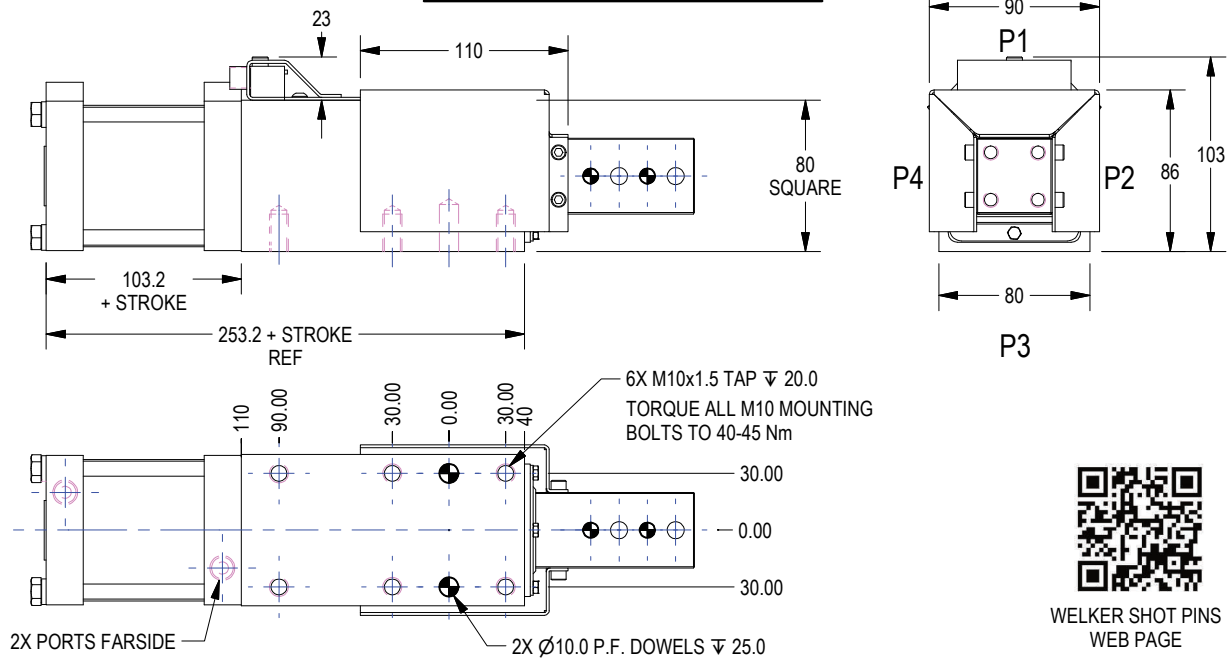 23
110
90
P1
80
SQUARE
P4
P2
86
103
103.2
+ STROKE
80
253.2 + STROKE
REF
P3
110
90.00
30.00
0.00
30.00
40
6X M10x1.5 TAP ↧ 20.0
TORQUE ALL M10 MOUNTING
BOLTS TO 40-45 Nm
30.00
0.00
30.00
2X PORTS FARSIDE
2X Ø10.0 P.F. DOWELS ↧ 25.0
WELKER SHOT PINS
WEB PAGE